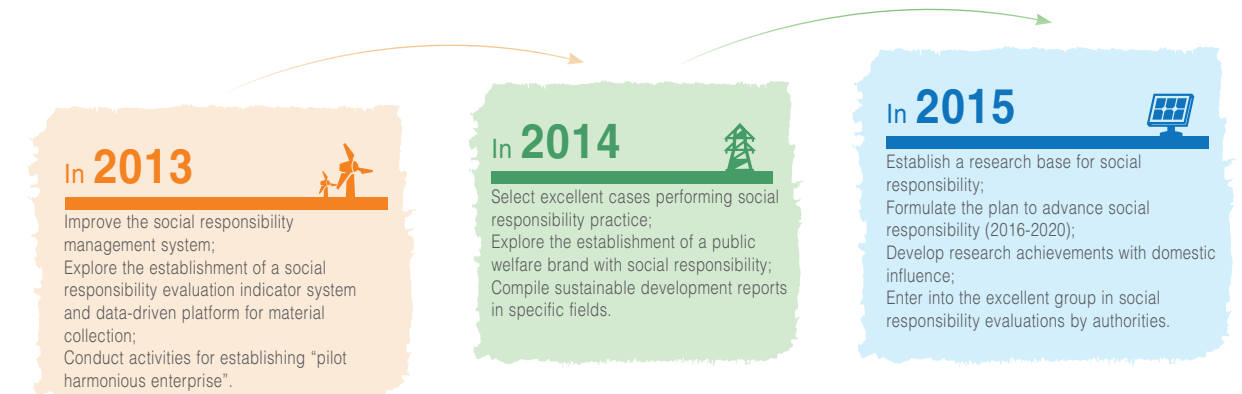 In 2013
Improve the social responsibility
management system;
Explore the establishment of a social
responsibility evaluation indicator system
and data-driven platform for material
collection;
Conduct activities for establishing “pilot
harmonious enterprise”.
In 2014
Select excellent cases performing social
responsibility practice;
Explore the establishment of a public
welfare brand with social responsibility;
Compile sustainable development reports
in specific fields.
In 2015
Establish a research base for social
responsibility;
Formulate the plan to advance social
responsibility (2016-2020);
Develop research achievements with domestic
influence;
Enter into the excellent group in social
responsibility evaluations by authorities.